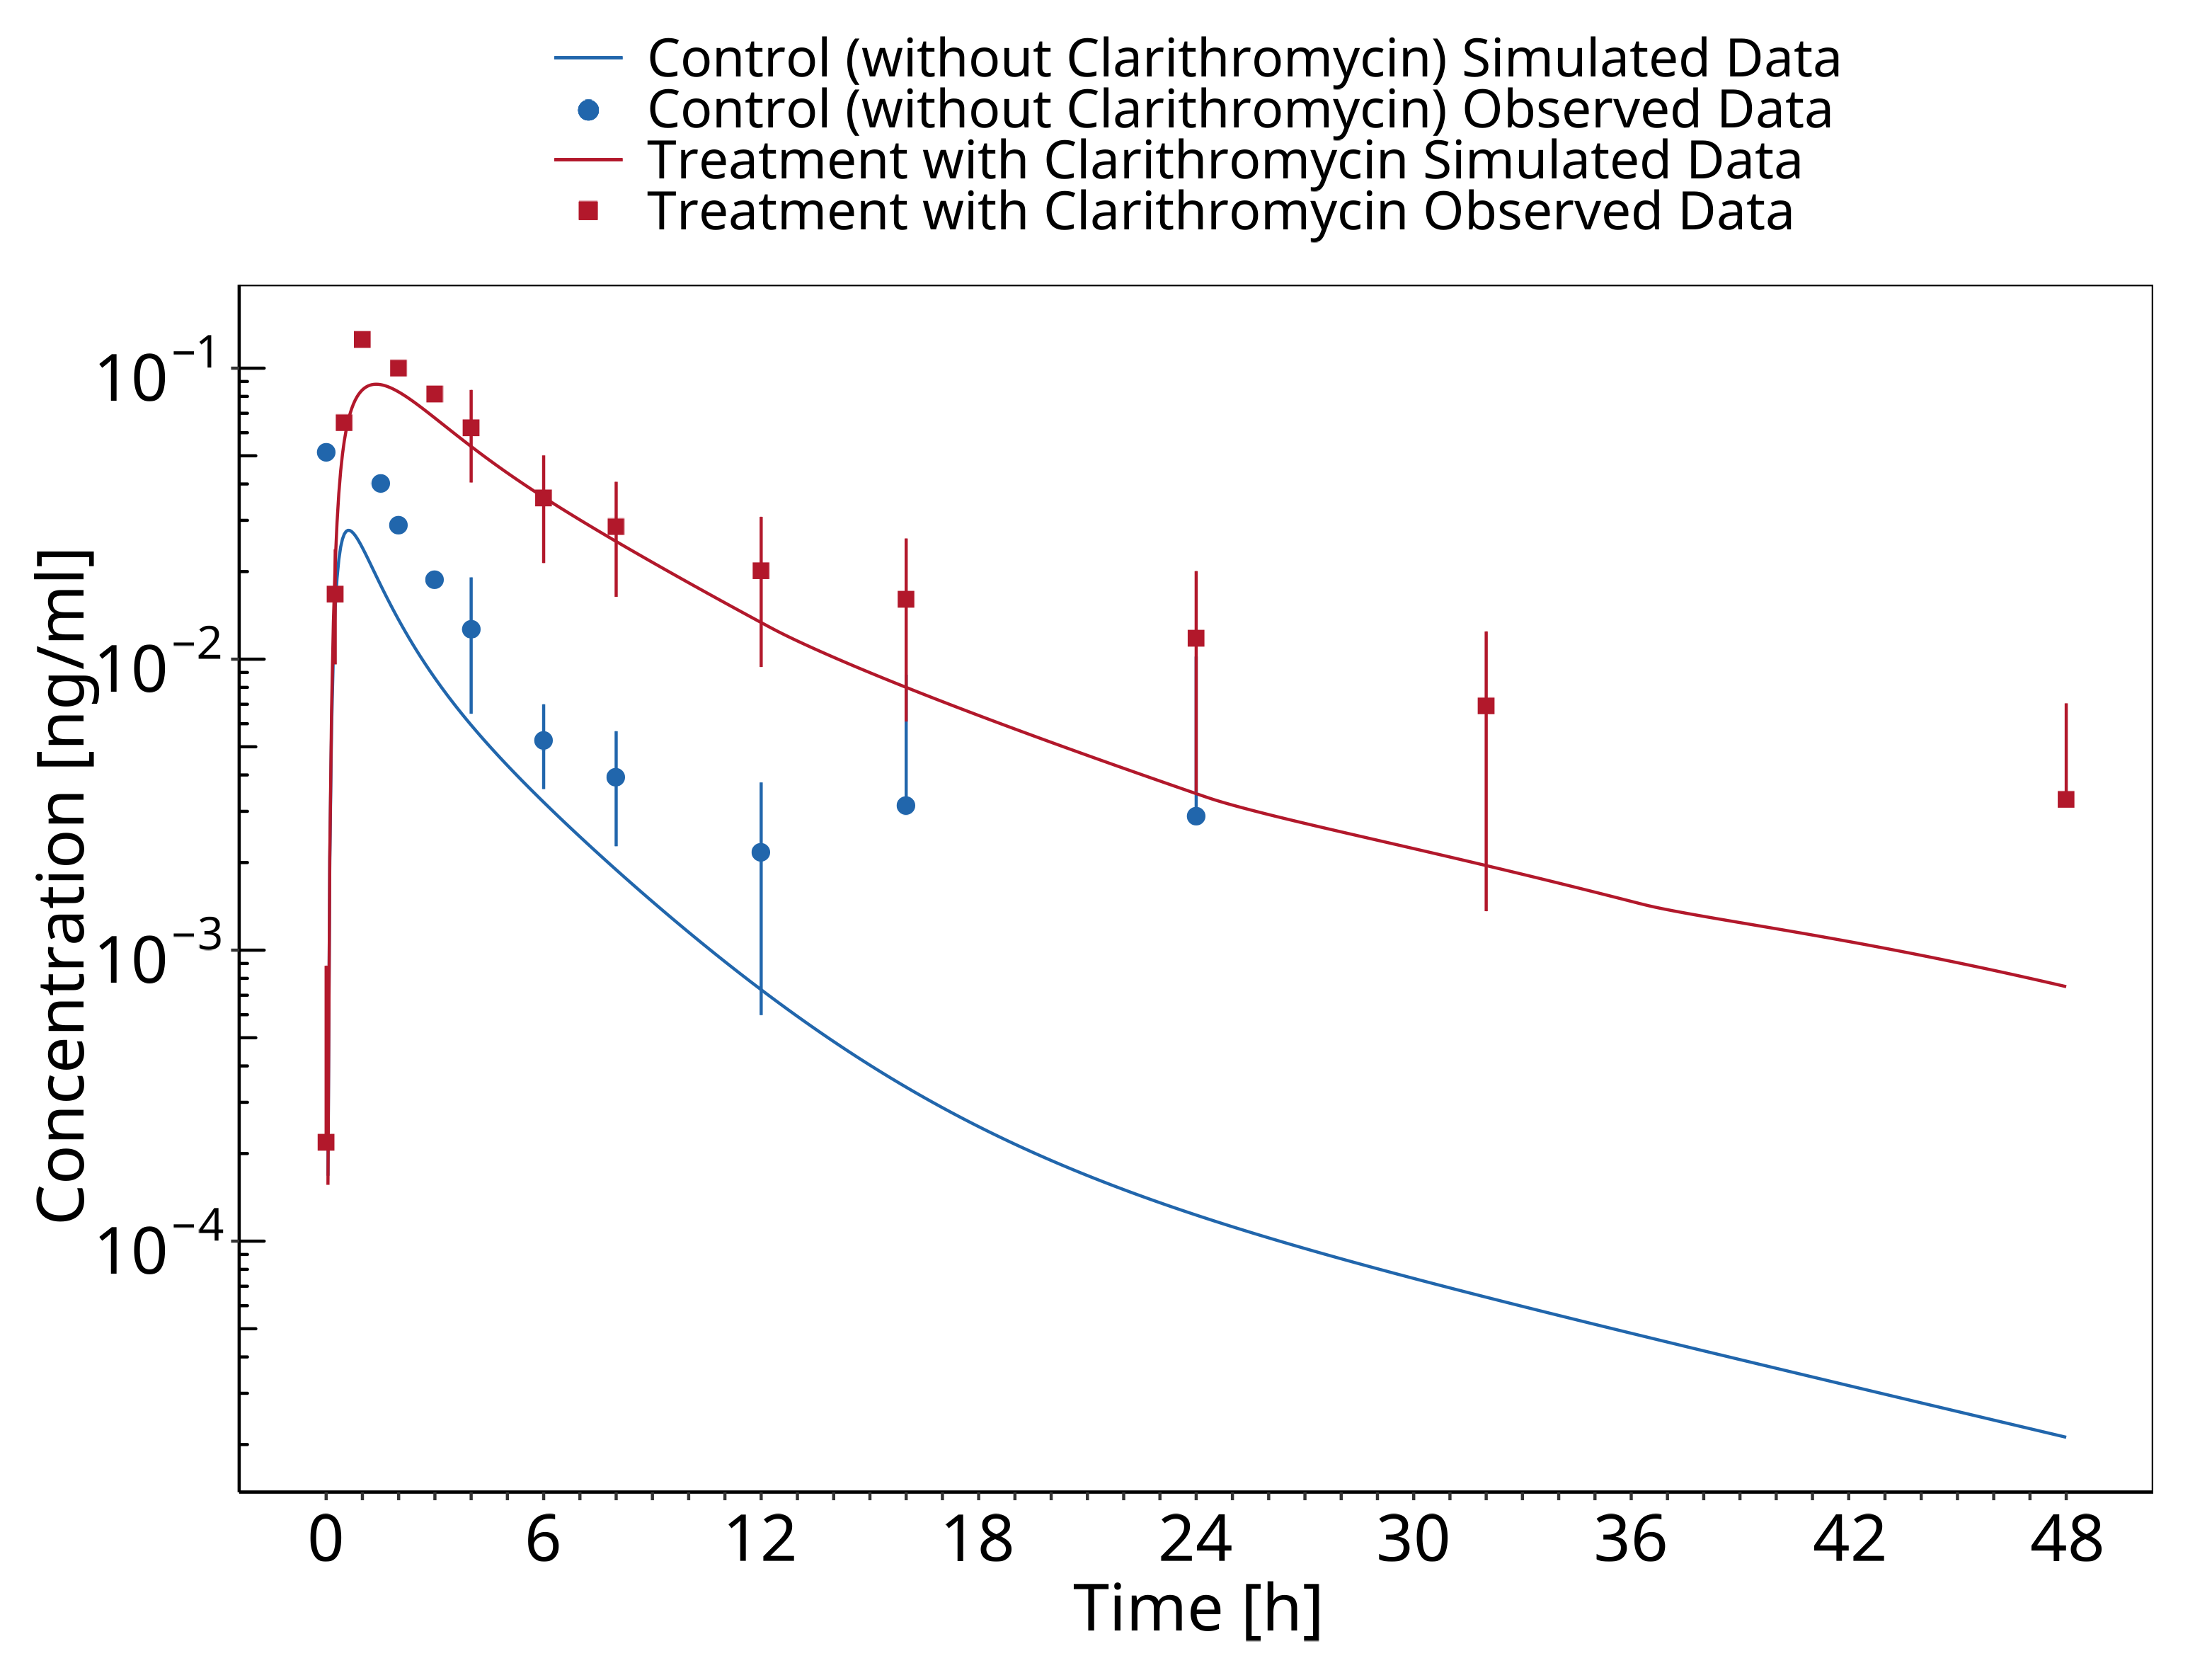 Control (without Clarithromycin) Simulated Data
Control (without Clarithromycin) Observed Data
Treatment with Clarithromycin Simulated Data
Treatment with Clarithromycin Observed Data
Concentration [ng/ml]
10⁻¹
10⁻²
10⁻³
10⁻⁴
0 6 12 18 24 30 36 42 48
Time [h]